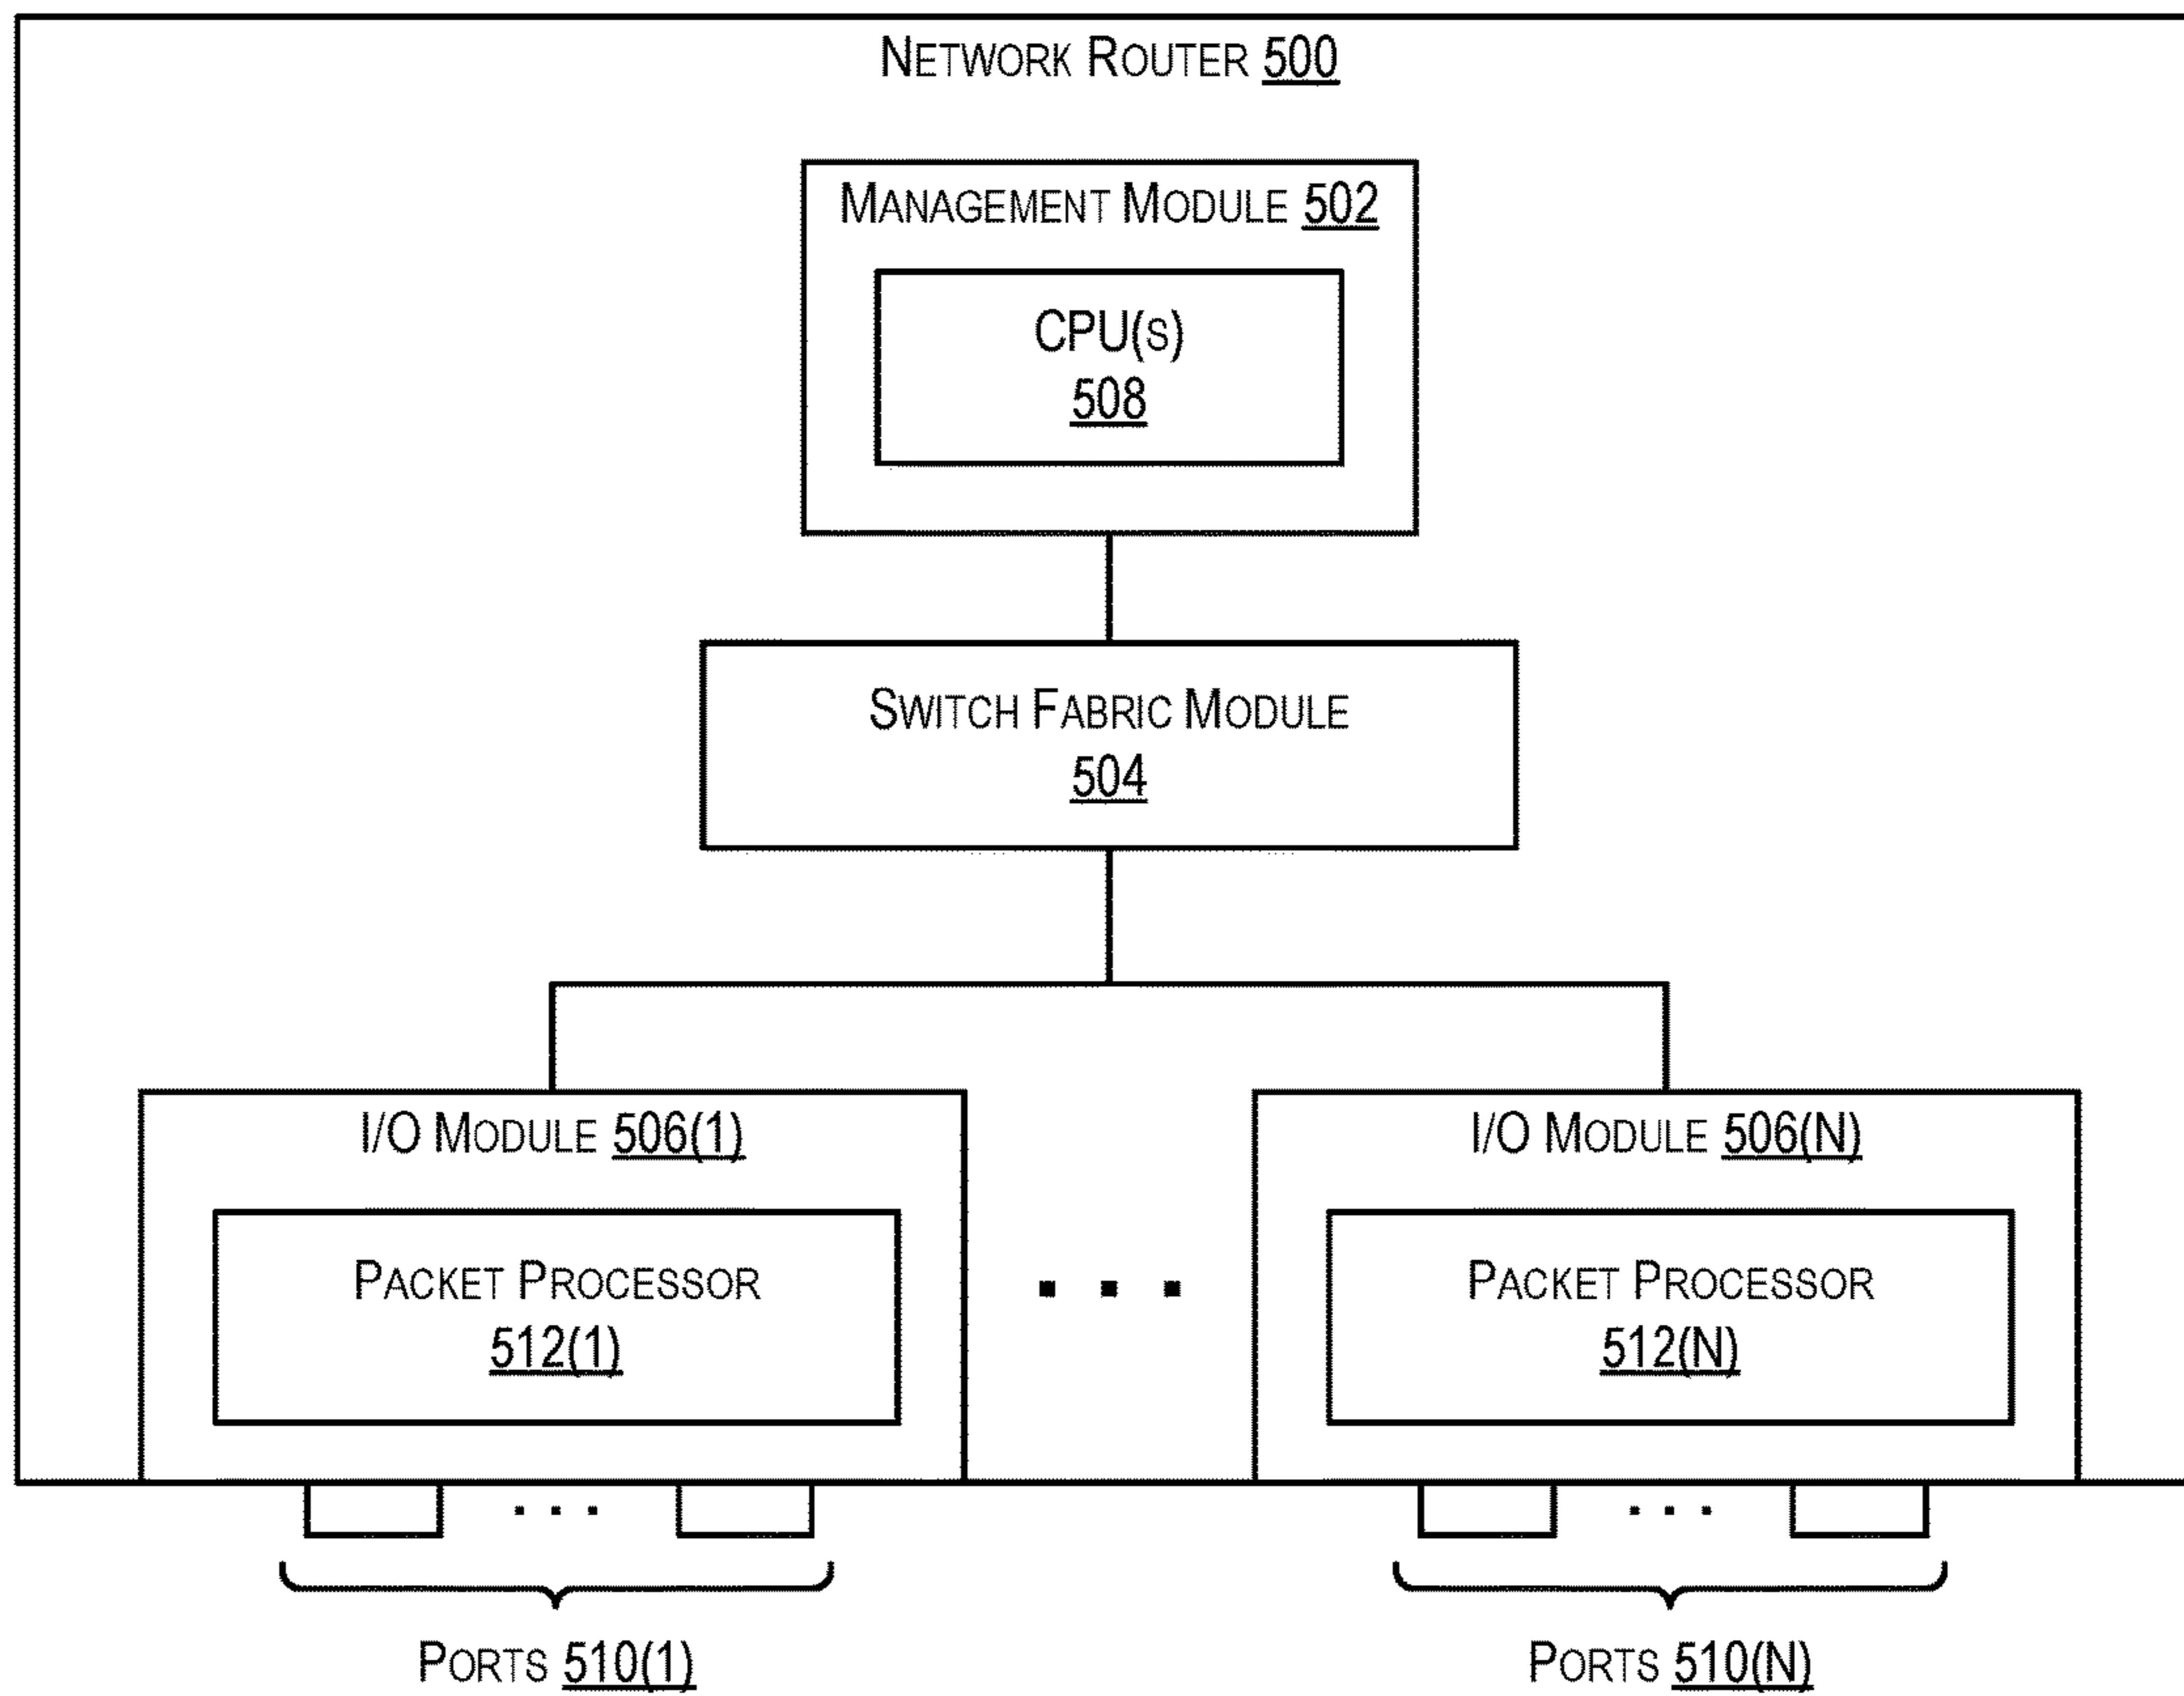 NETWORK ROUTER 500
MANAGEMENT MODULE 502
CPU(S)
508
SWITCH FABRIC MODULE
504
I/O MODULE 506(1)
I/O MODULE 506(N)
PACKET PROCESSOR
512(1)
PACKET PROCESSOR
512(N)
PORTS 510(1)
PORTS 510(N)